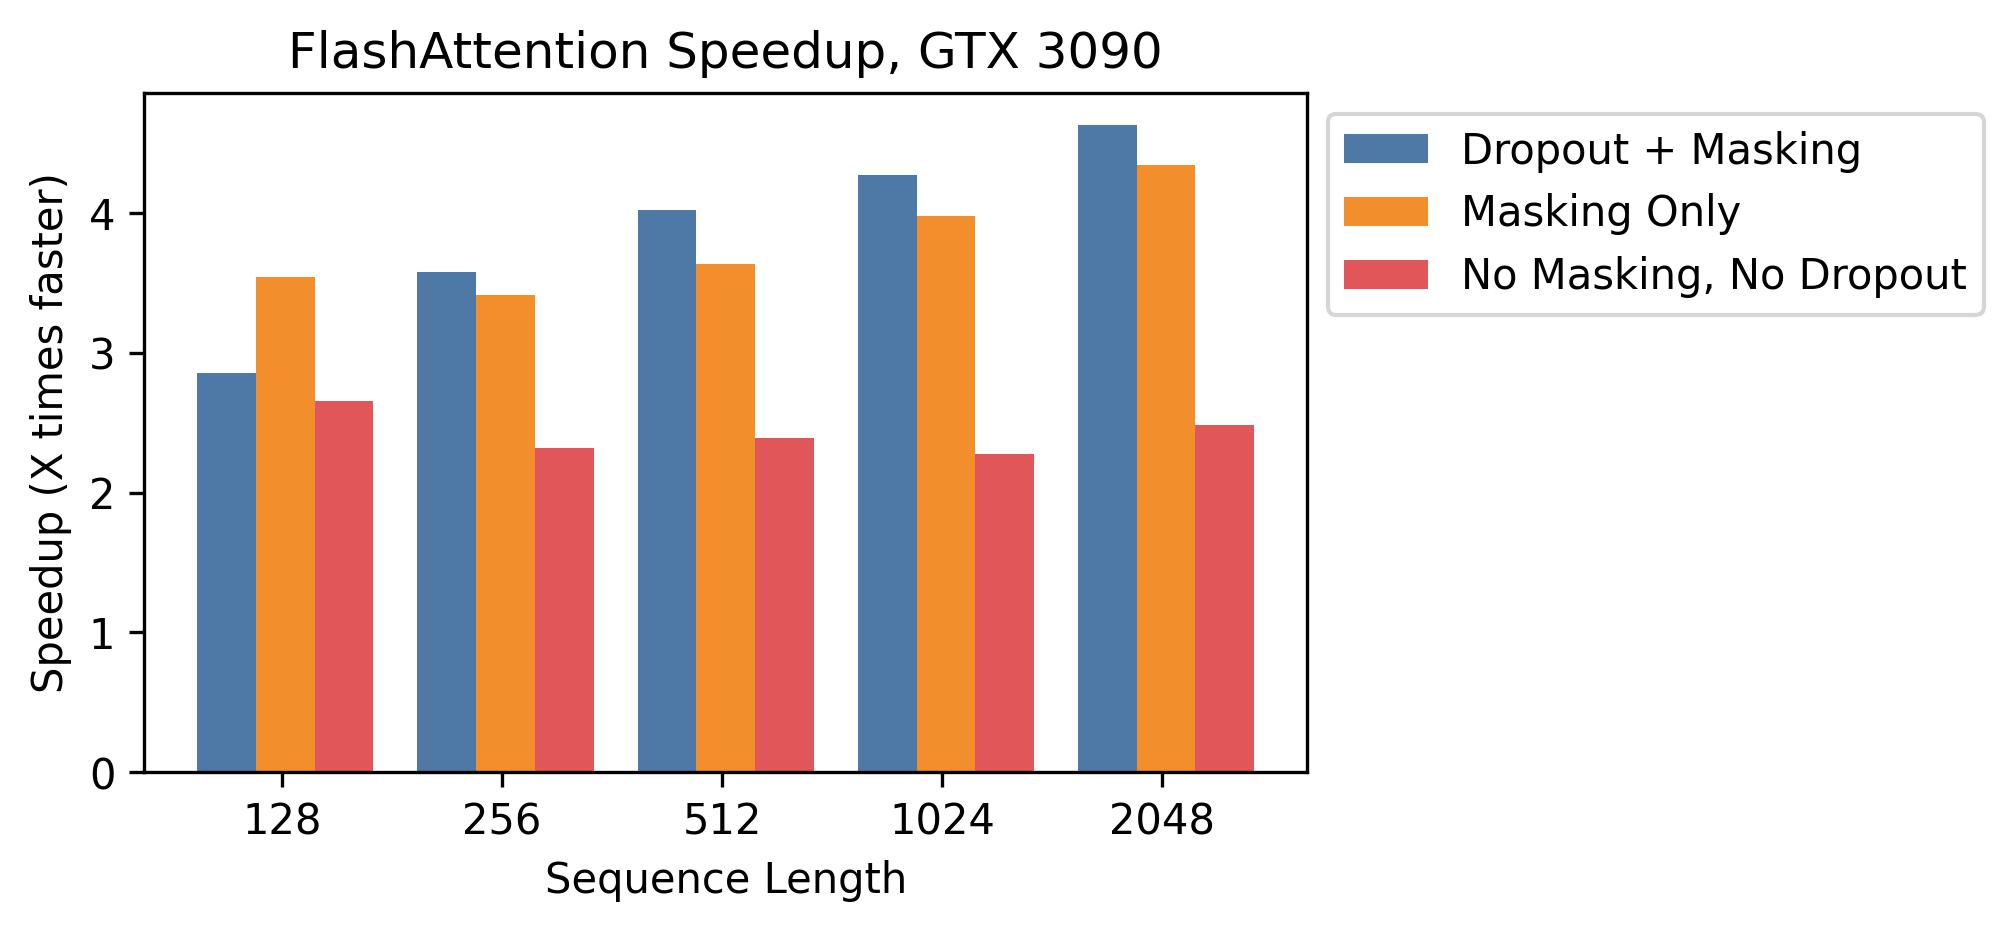 FlashAttention Speedup, GTX 3090
Speedup (X times faster)
4
3
2
1
0
128 256 512 1024 2048
Sequence Length
Dropout + Masking
Masking Only
No Masking, No Dropout